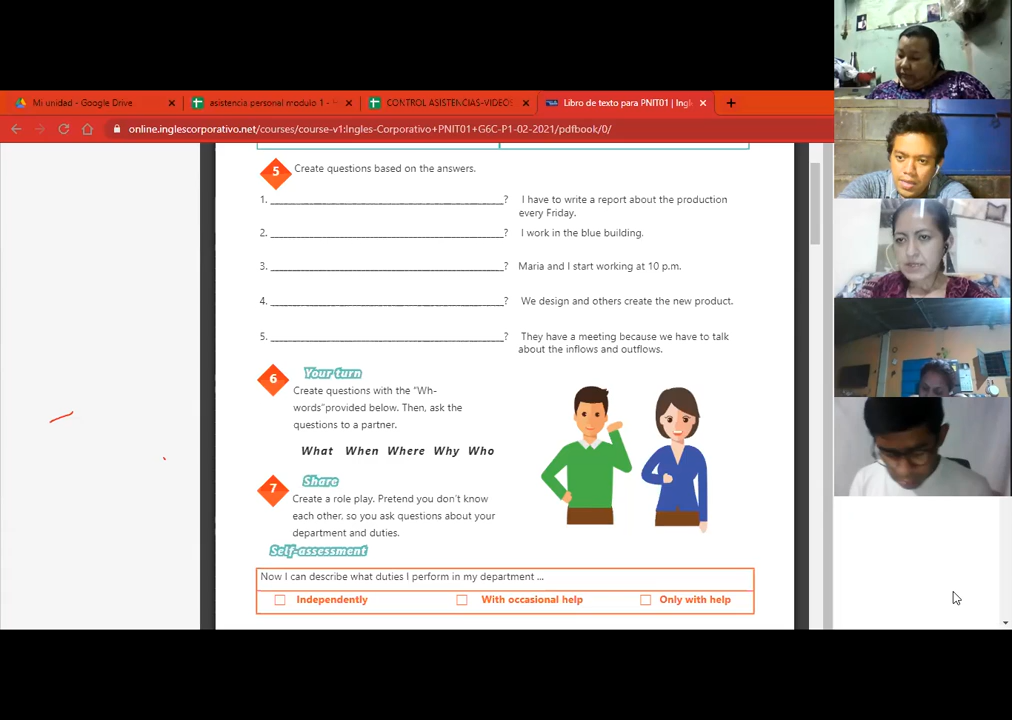 Mi unidad - Google Drive
asistencia personal modulo 1 -
CONTROL ASISTENCIAS-VIDEOS
Libro de texto para PNIT01 | Ingl
online.inglescorporativo.net/courses/course-v1:Ingles-Corporativo+PNIT01+G6C-P1-02-2021/pdfbook/0/
5 Create questions based on the answers.
1. ________________________________________? I have to write a report about the production
every Friday.
2. ________________________________________? I work in the blue building.
3. ________________________________________? Maria and I start working at 10 p.m.
4. ________________________________________? We design and others create the new product.
5. ________________________________________? They have a meeting because we have to talk
about the inflows and outflows.
6 Your turn
Create questions with the "Wh-
words"provided below. Then, ask the
questions to a partner.
What When Where Why Who
7 Share
Create a role play. Pretend you don't know
each other, so you ask questions about your
department and duties.
Self-assessment
Now I can describe what duties I perform in my department ...
Independently With occasional help Only with help